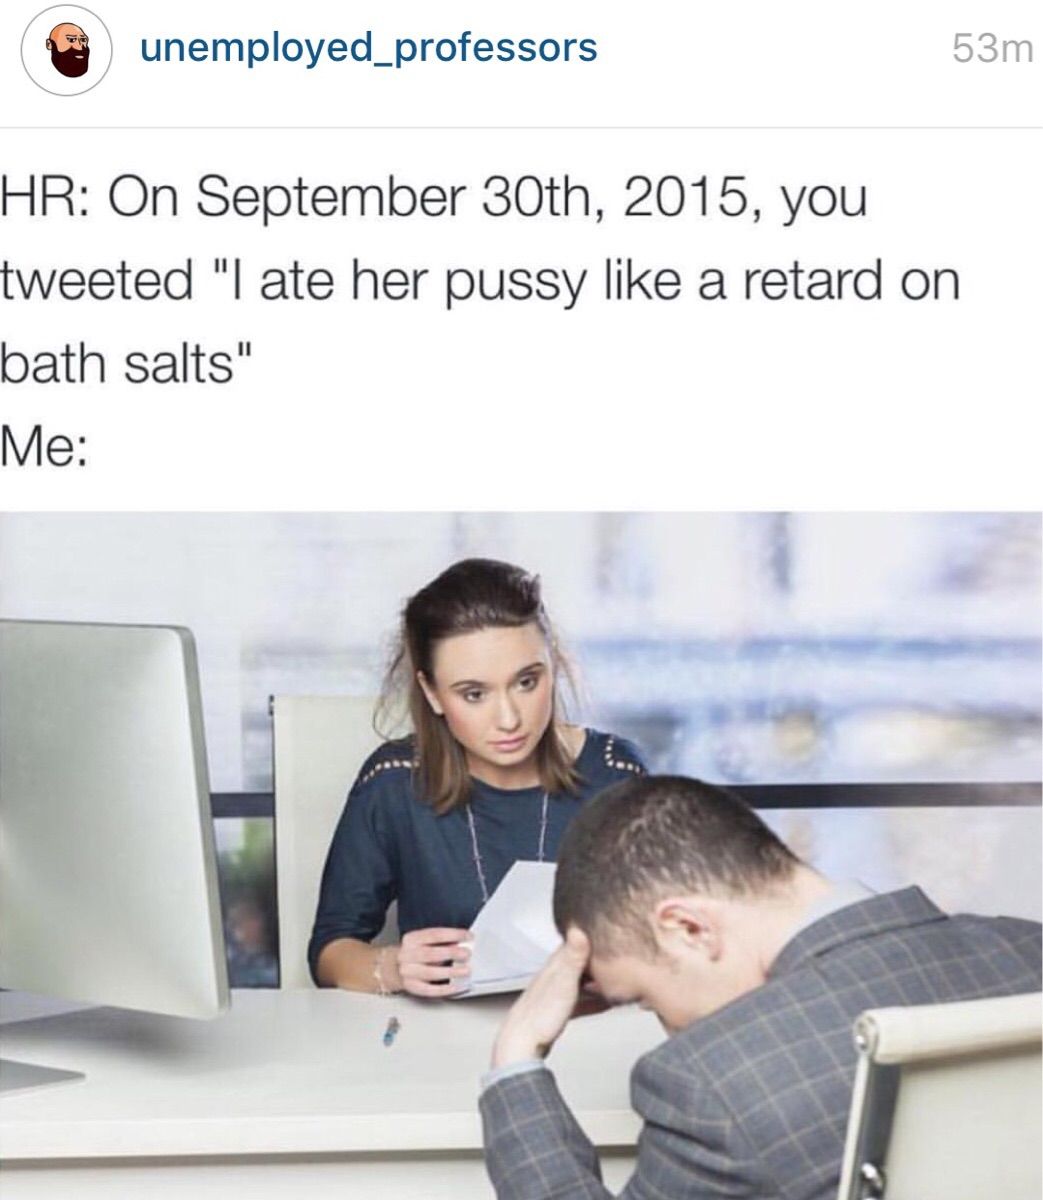 unemployed_professors 53m
HR: On September 30th, 2015, you
tweeted "I ate her pussy like a retard on
bath salts"
Me: